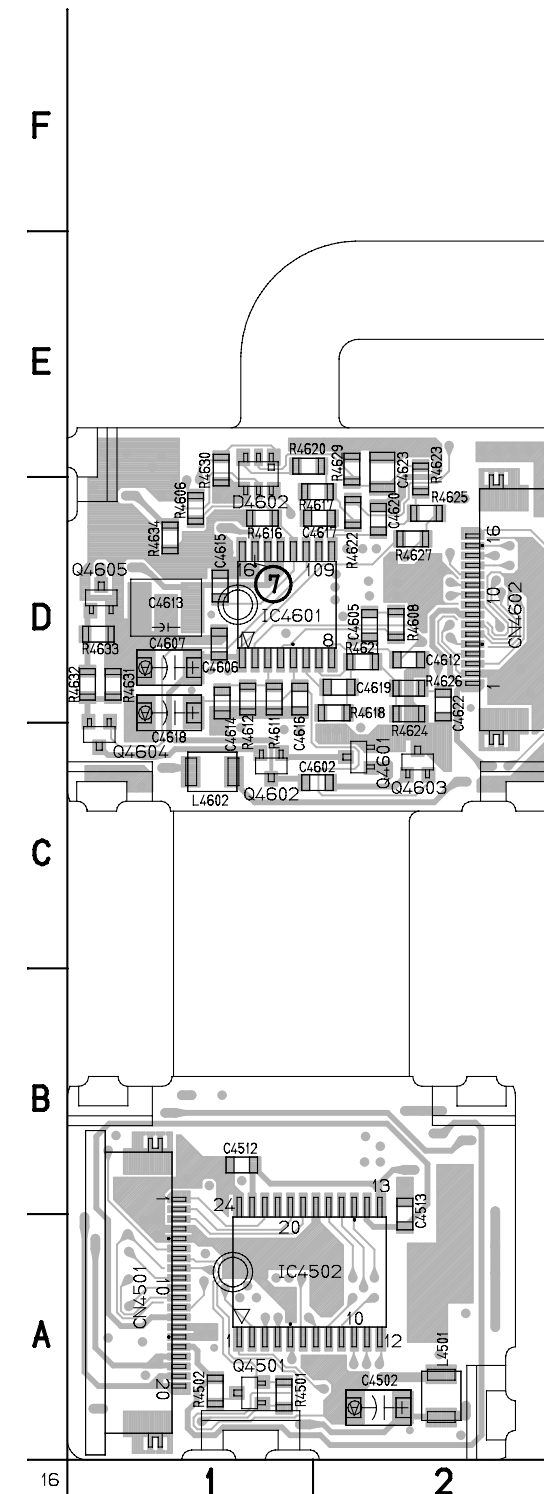 F
E
R4630
R4620
R4629
C4623
R4623
R4606
D4602
R4617
C4620
R4625
R4634
C4615
R4616
C4617
R4622
R4627
16
16
109
Q4605
7
C4613
IC4601
D
10
CN4602
C4605
R4608
R4633
C4607
8
C4606
R4621
C4612
R4632
R4631
R4626
1
C4619
C4622
C4618
C4614
R4612
R4611
C4616
R4618
R4624
Q4604
Q4601
C4602
L4602
Q4602
Q4603
C
B
C4512
13
1
24
C4513
20
CN4501
10
IC4502
A
10
1
12
L4501
Q4501
20
R4502
R4501
C4502
16
1
2